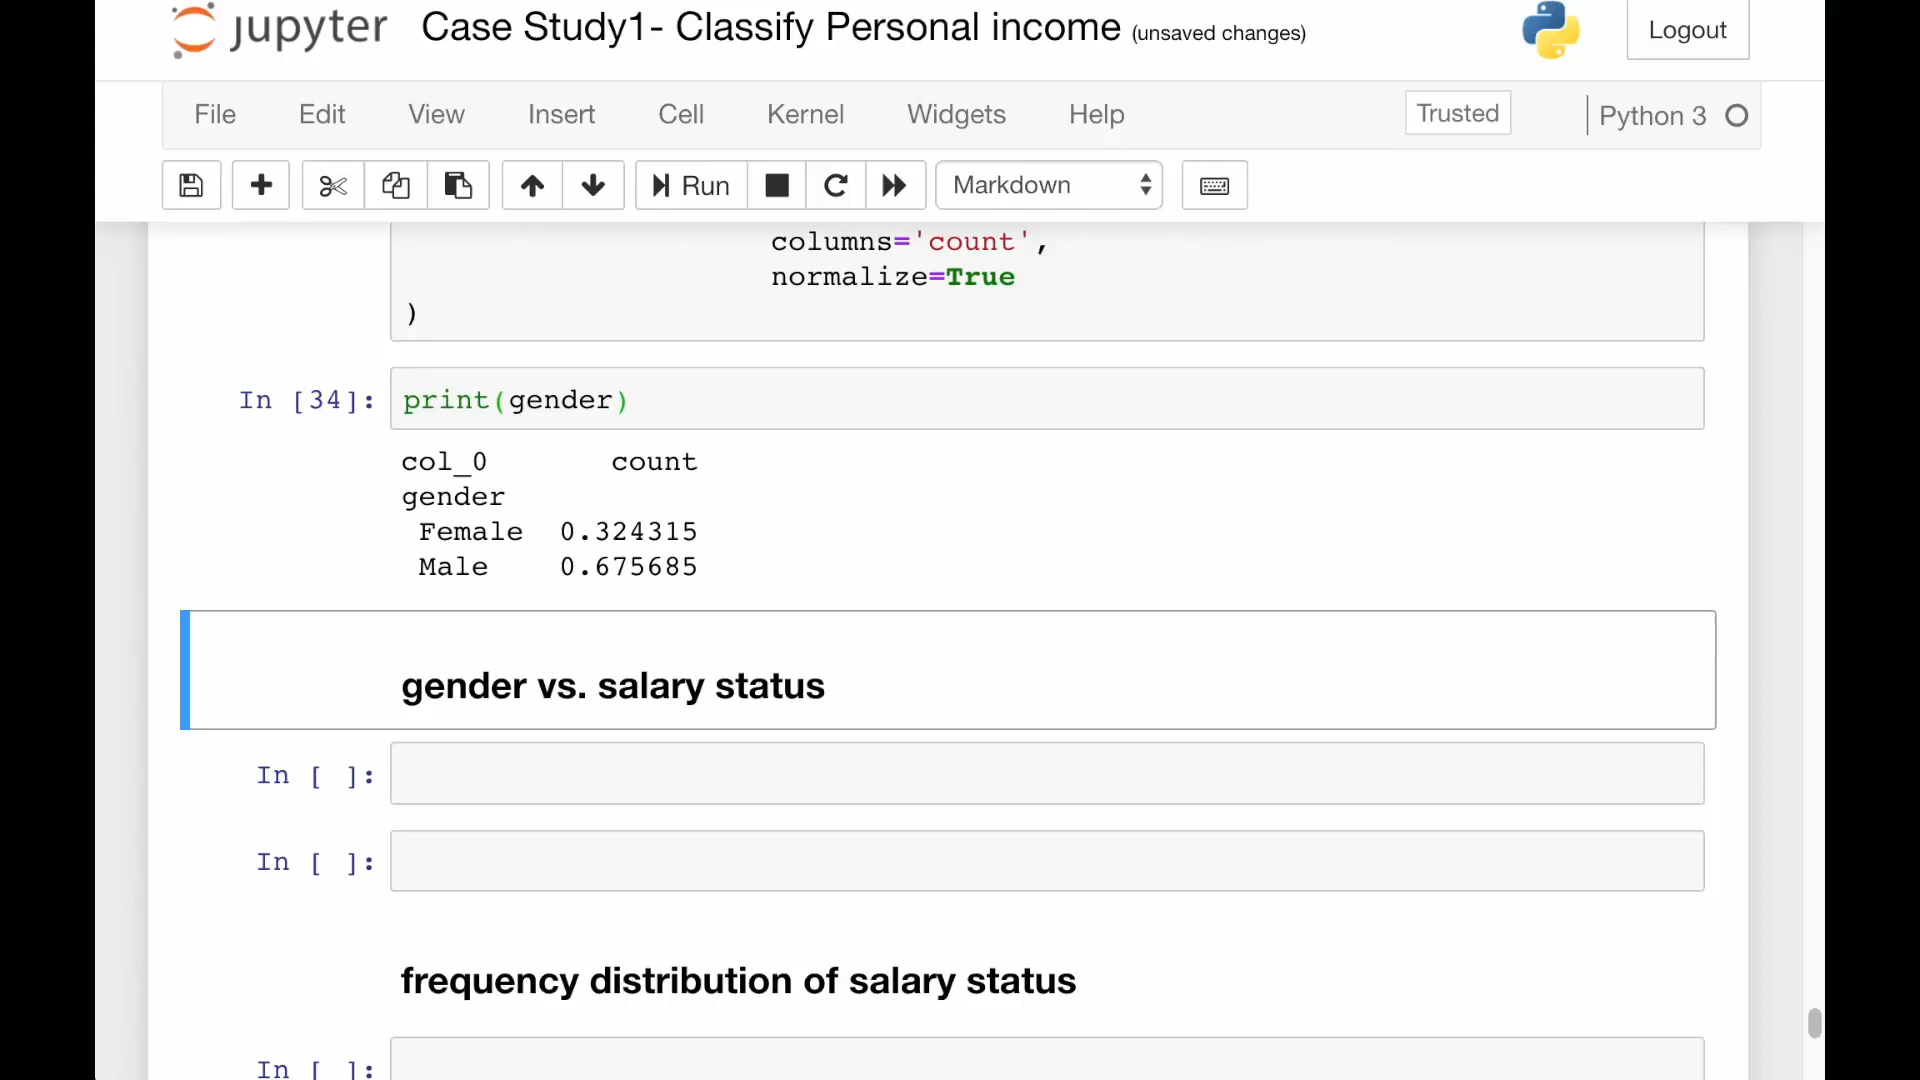 jupyter Case Study1- Classify Personal income (unsaved changes) Logout
File Edit View Insert Cell Kernel Widgets Help Trusted Python 3
Run Markdown
columns='count',
normalize=True
)
In [34]: print(gender)
col_0 count
gender
Female 0.324315
Male 0.675685
gender vs. salary status
In [ ]:
In [ ]:
frequency distribution of salary status
In [ ]: